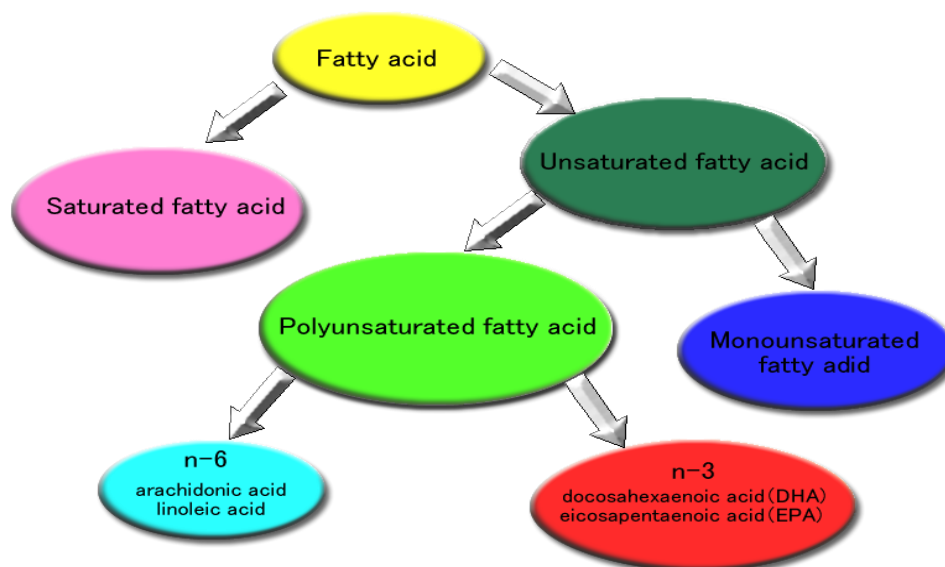 Fatty acid
Unsaturated fatty acid
Saturated fatty acid
Polyunsaturated fatty acid
Monounsaturated
fatty adid
n-6
arachidonic acid
linoleic acid
n-3
docosahexaenoic acid(DHA)
eicosapentaenoic acid(EPA)